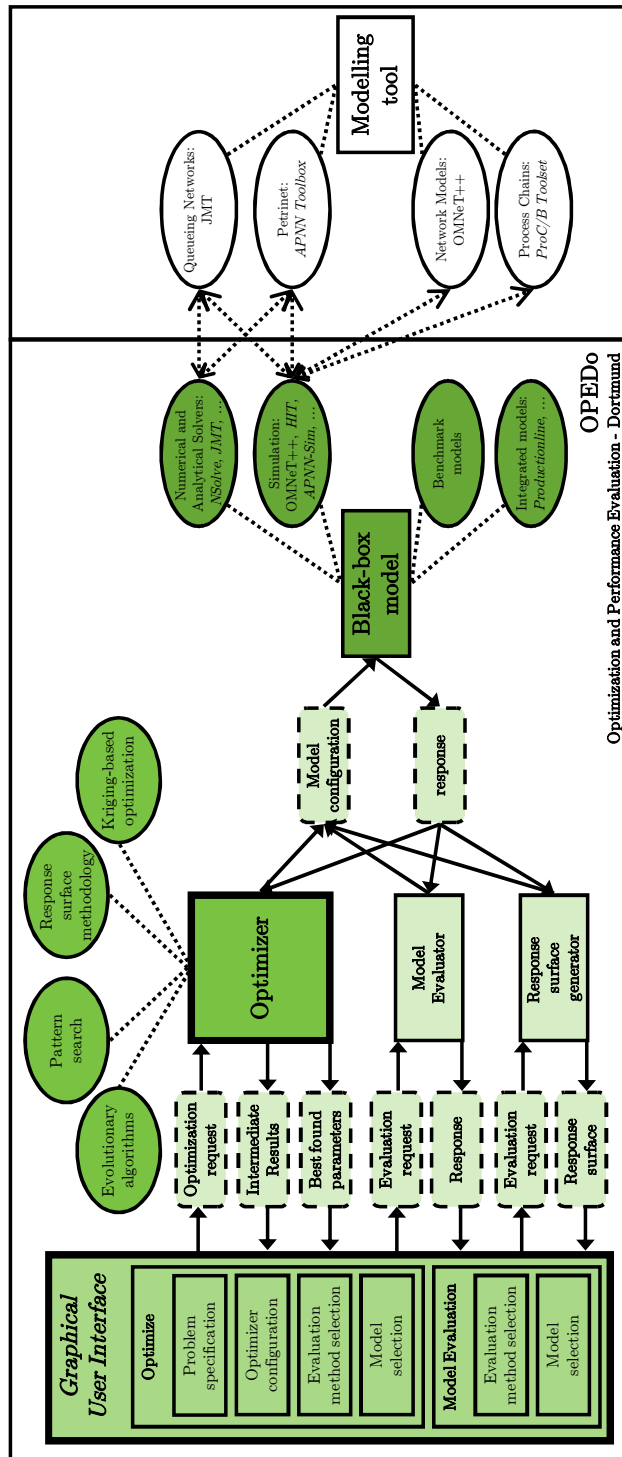 Graphical
User Interface
Optimize
Problem
specification
Optimizer
configuration
Evaluation
method selection
Model
selection
Model Evaluation
Evaluation
method selection
Model
selection
Optimization
request
Intermediate
Results
Best found
parameters
Evaluation
request
Response
Evaluation
request
Response
surface
Evolutionary
algorithms
Pattern
search
Response
surface
methodology
Kriging-based
optimization
Optimizer
Model
Evaluator
Response
surface
generator
Model
configuration
response
Black-box
model
Numerical and
Analytical Solvers:
NSolve, JMT, ...
Simulation:
OMNeT++, HIT,
APNN-Sim, ...
Benchmark
models
Integrated models:
Productionline, ...
OPEDo
Optimization and Performance Evaluation - Dortmund
Queueing Networks:
JMT
Petrinet:
APNN Toolbox
Network Models:
OMNeT++
Process Chains:
ProC/B Toolset
Modelling
tool